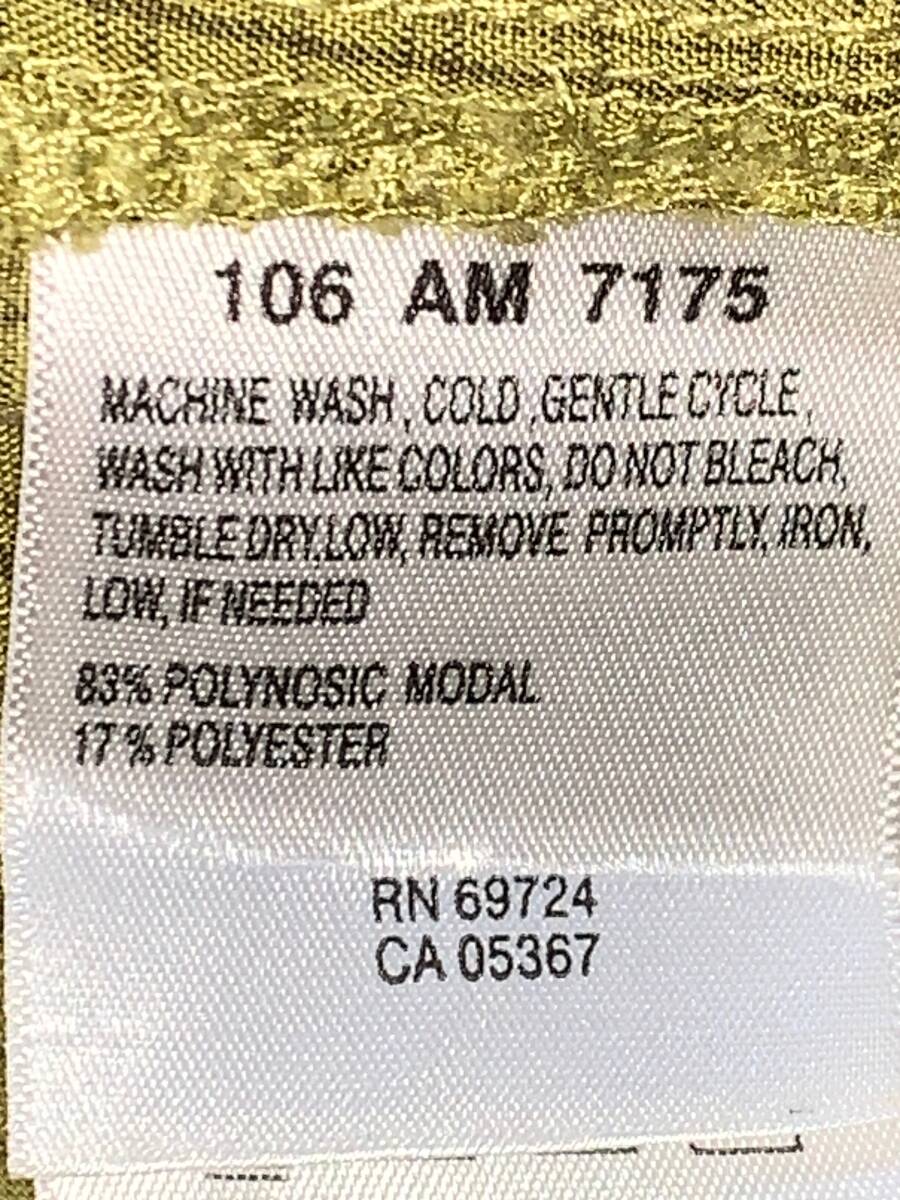 106 AM 7175
MACHINE WASH, COLD, GENTLE CYCLE,
WASH WITH LIKE COLORS, DO NOT BLEACH,
TUMBLE DRY, LOW, REMOVE PROMPTLY, IRON,
LOW, IF NEEDED
83% POLYNOSIC MODAL
17% POLYESTER
RN 69724
CA 05367